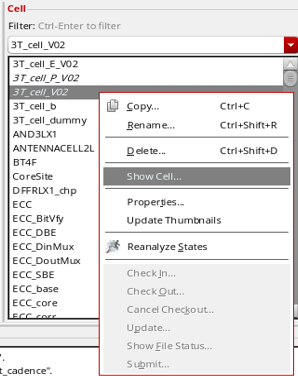 Cell
Filter: Ctrl-Enter to filter
3T_cell_V02
3T_cell_E_V02
3T_cell_P_V02
3T_cell_V02
3T_cell_b
3T_cell_dummy
AND3LX1
ANTENNACELL2L
BT4F
CoreSite
DFFRLX1_chp
ECC
ECC_BitVfy
ECC_DBE
ECC_DinMux
ECC_DoutMux
ECC_SBE
ECC_base
ECC_core
ECC_corr
Copy... Ctrl+C
Rename... Ctrl+Shift+R
Delete... Ctrl+Shift+D
Show Cell...
Properties...
Update Thumbnails
Reanalyze States
Check In...
Check Out...
Cancel Checkout...
Update...
Show File Status...
Submit...
".
t_cadence".